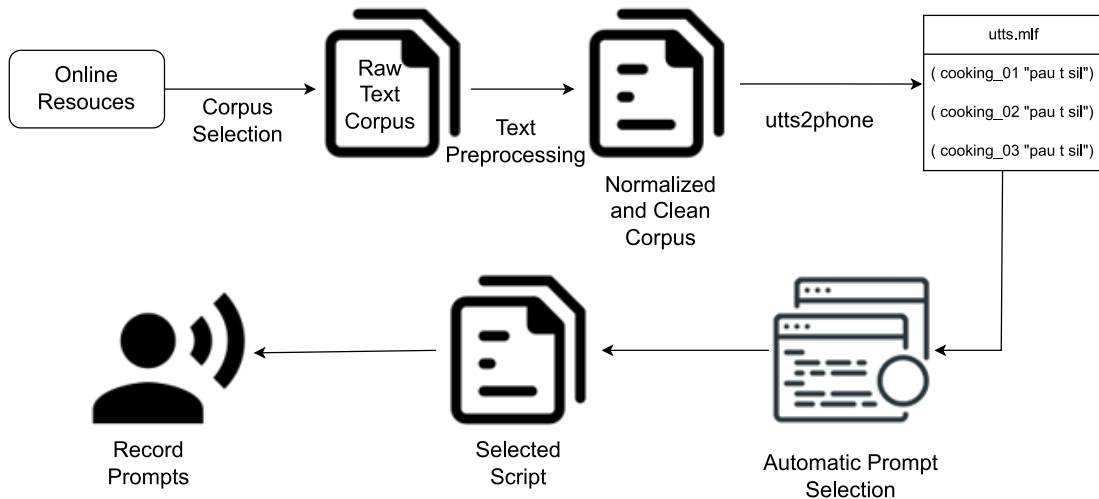 Online
Resouces
Corpus
Selection
Raw
Text
Corpus
Text
Preprocessing
Normalized
and Clean
Corpus
utts2phone
utts.mlf
( cooking_01 "pau t sil")
( cooking_02 "pau t sil")
( cooking_03 "pau t sil")
Automatic Prompt
Selection
Selected
Script
Record
Prompts